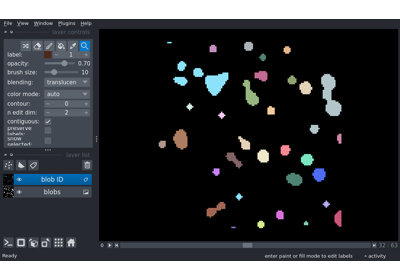 File View Window Plugins Help
layer controls
label: 1
opacity: 0.70
brush size: 10
blending: translucen
color mode: auto
contour: 0
n edit dim: 2
contiguous: ✓
preserve
labels:
show
selected:
layer list
blob ID
blobs
32 63
Ready
enter paint or fill mode to edit labels
activity